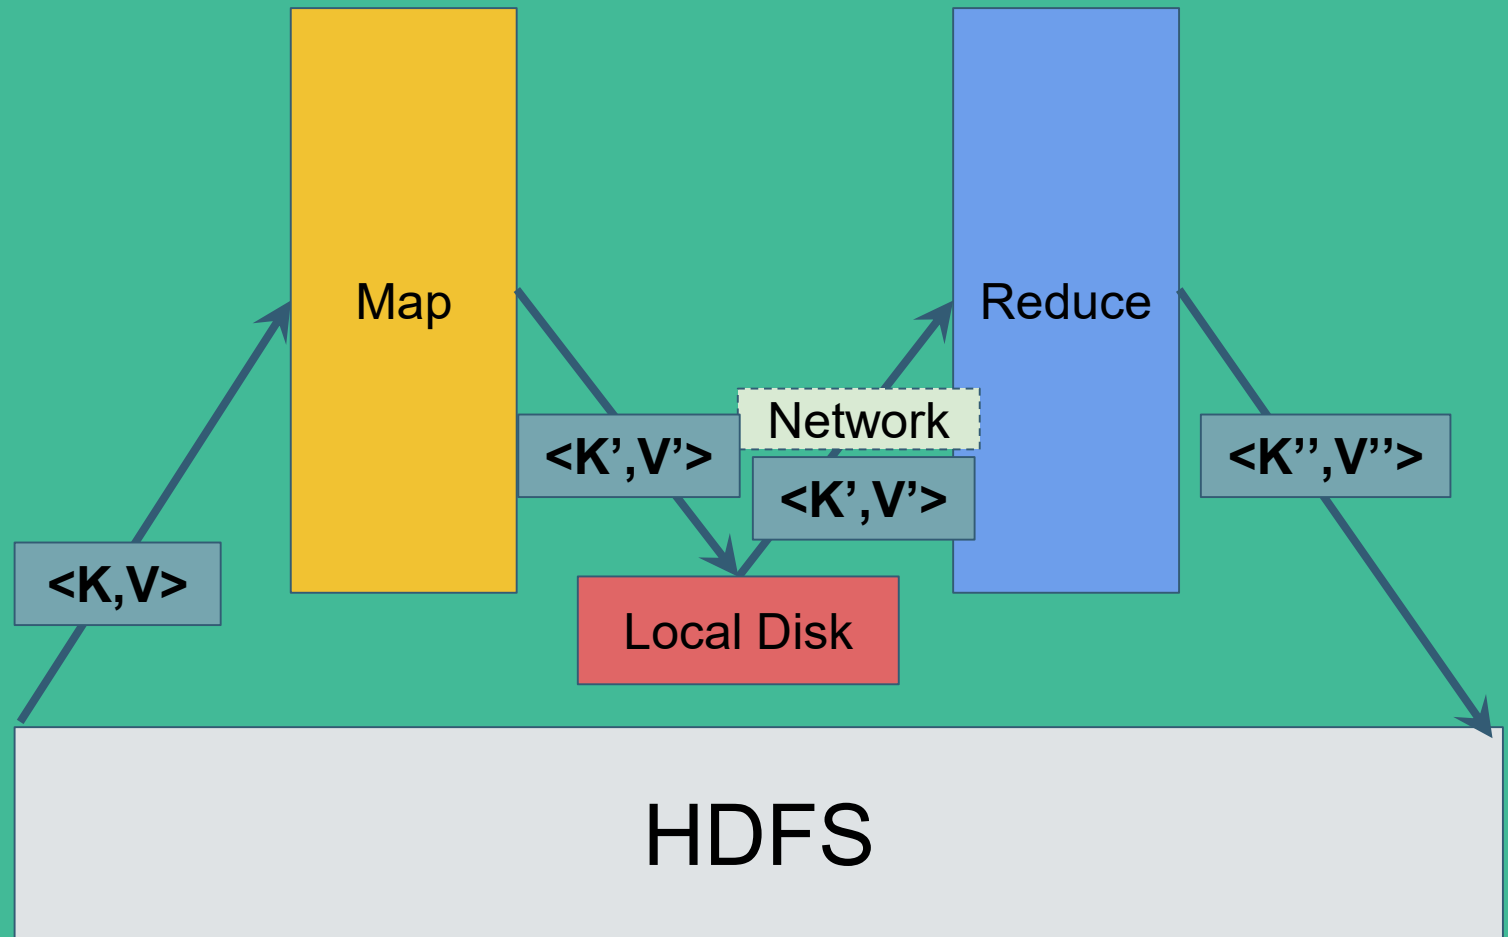 Map
Reduce
Network
<K’,V’>
<K’’,V’’>
<K’,V’>
<K,V>
Local Disk
HDFS